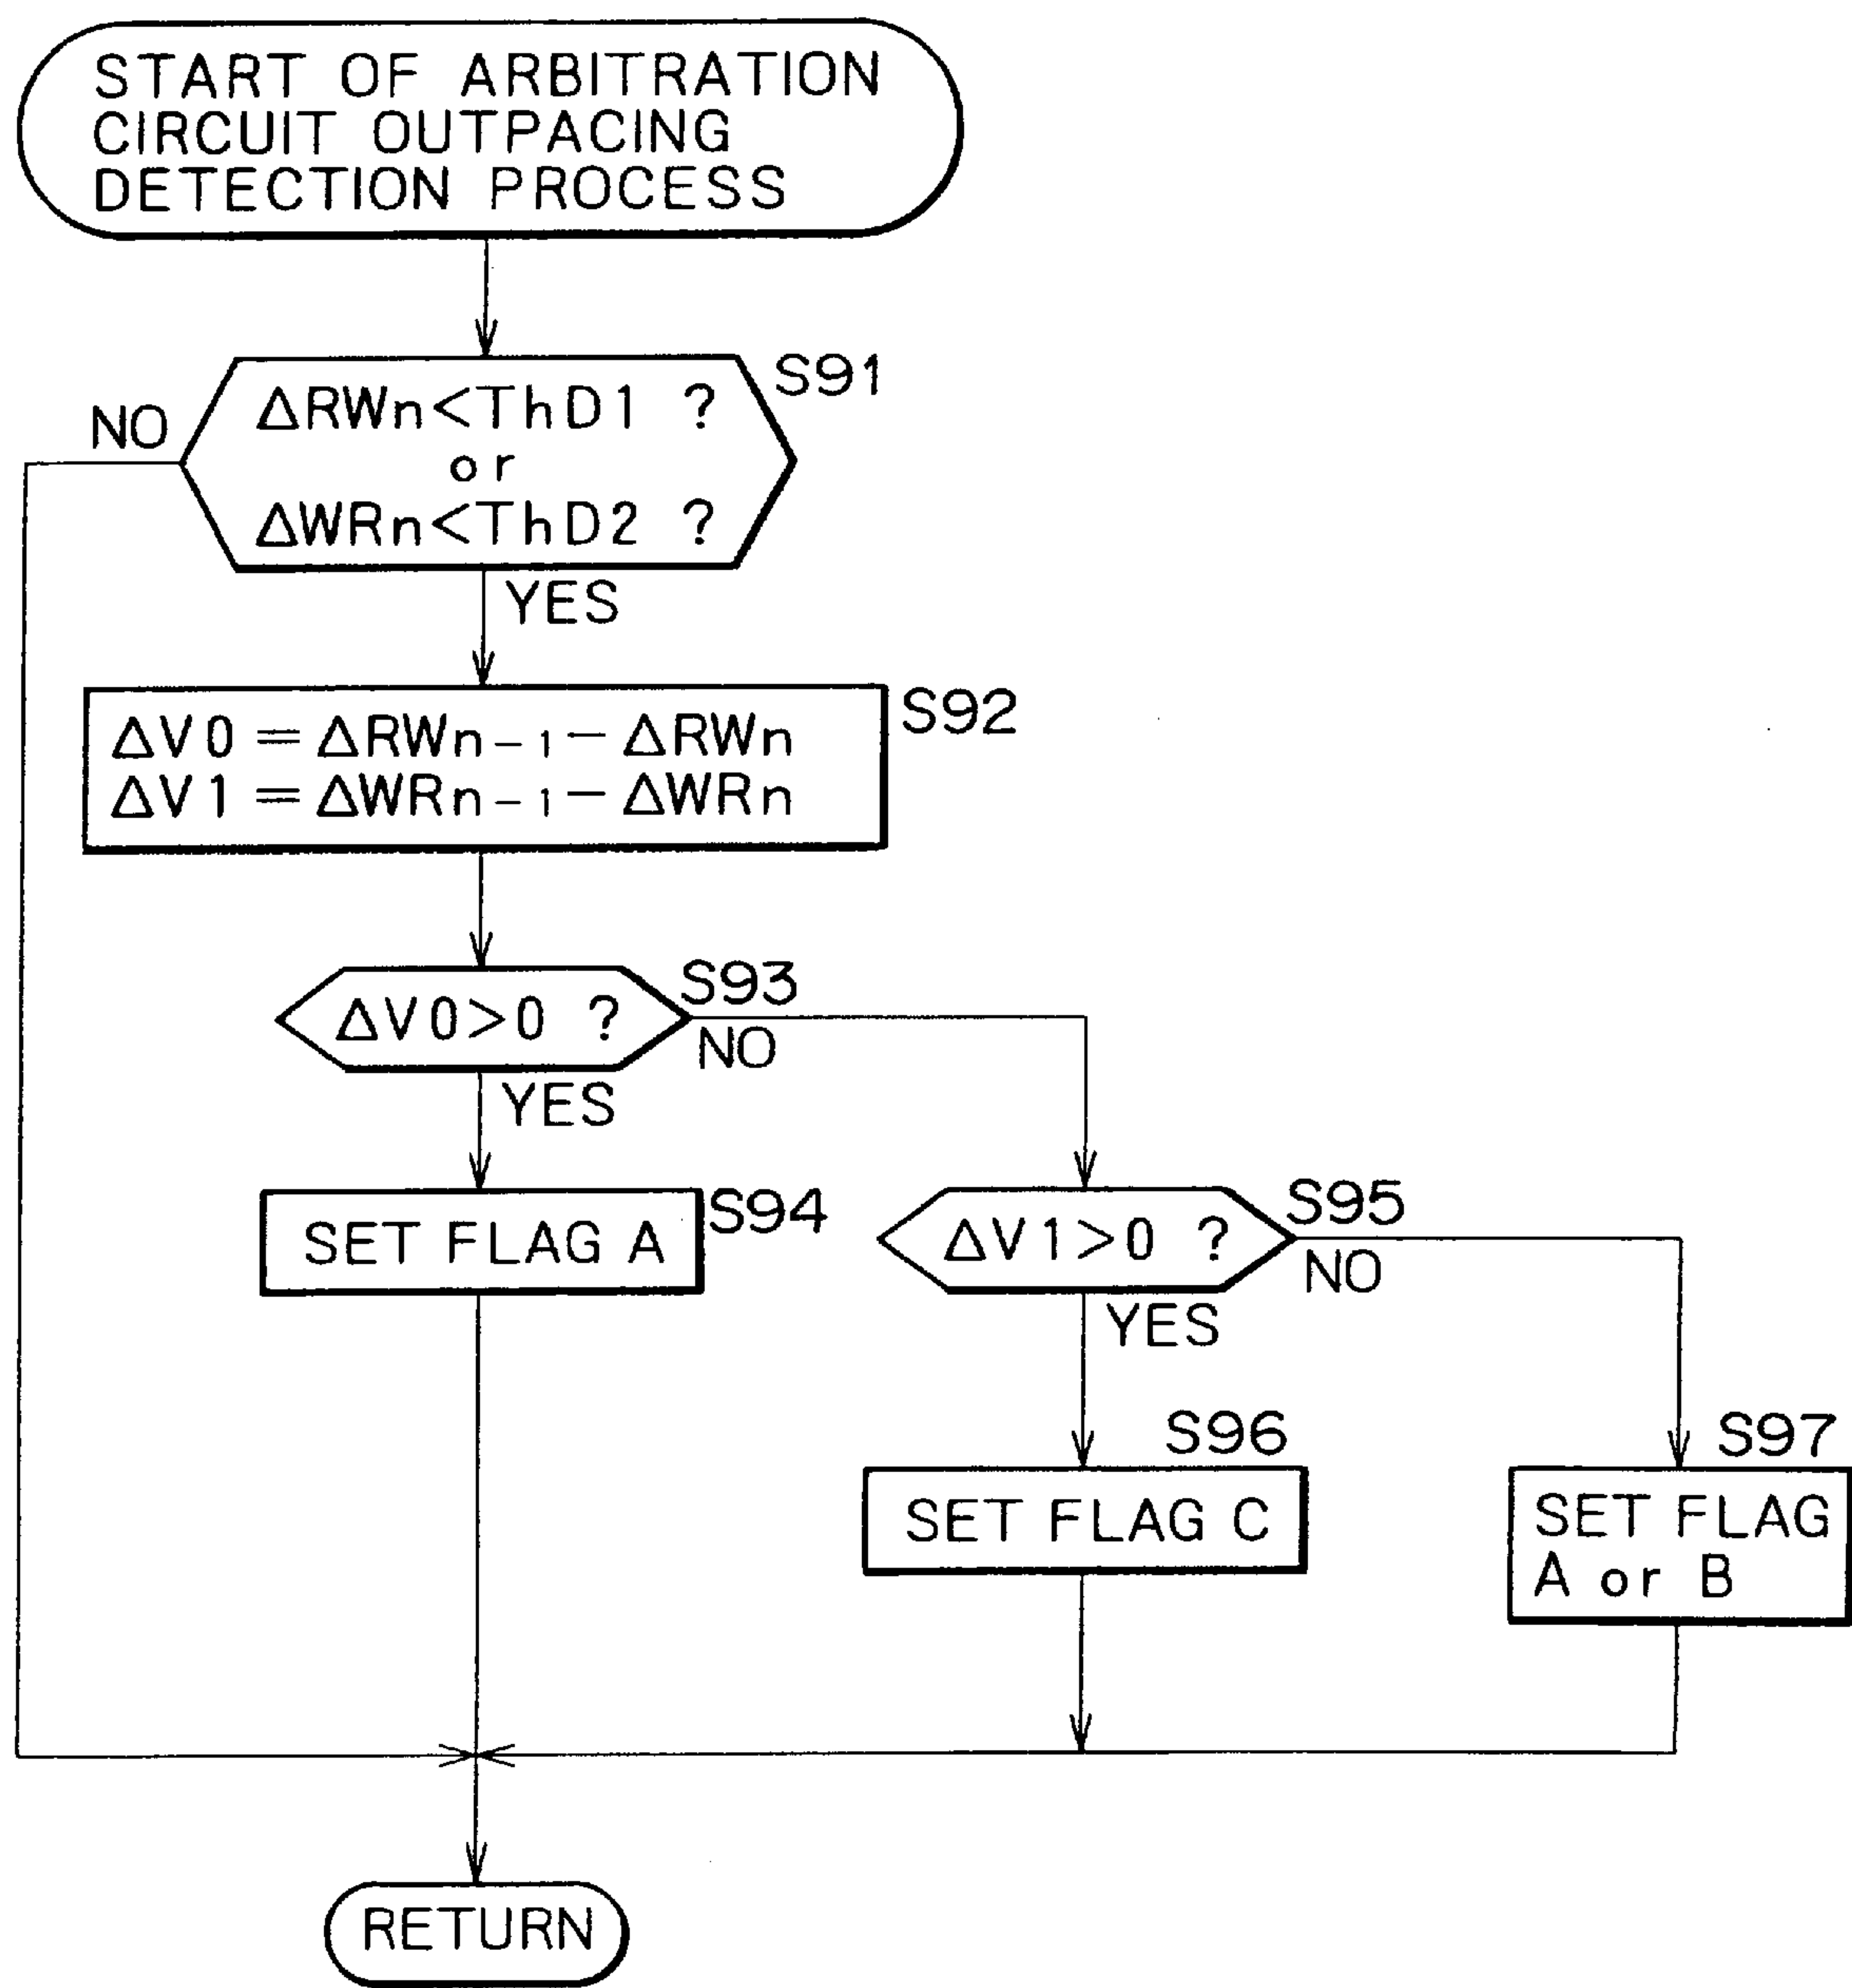 START OF ARBITRATION
CIRCUIT OUTPACING
DETECTION PROCESS
S91
ΔRWn<ThD1 ?
or
ΔWRn<ThD2 ?
NO
YES
S92
ΔV0=ΔRWn-1-ΔRWn
ΔV1=ΔWRn-1-ΔWRn
S93
ΔV0>0 ?
NO
YES
S94
SET FLAG A
S95
ΔV1>0 ?
NO
YES
S96
SET FLAG C
S97
SET FLAG
A or B
RETURN